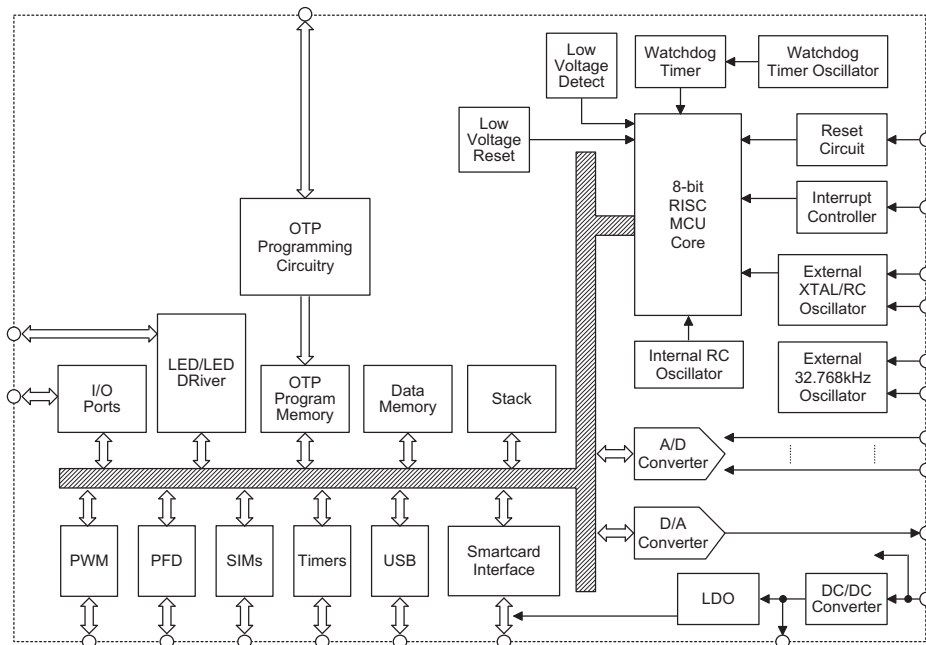 Low
Voltage
Detect
Watchdog
Timer
Watchdog
Timer Oscillator
Low
Voltage
Reset
8-bit
RISC
MCU
Core
Reset
Circuit
Interrupt
Controller
OTP
Programming
Circuitry
External
XTAL/RC
Oscillator
LED/LED
DRiver
Internal RC
Oscillator
External
32.768kHz
Oscillator
I/O
Ports
OTP
Program
Memory
Data
Memory
Stack
A/D
Converter
D/A
Converter
PWM
PFD
SIMs
Timers
USB
Smartcard
Interface
LDO
DC/DC
Converter